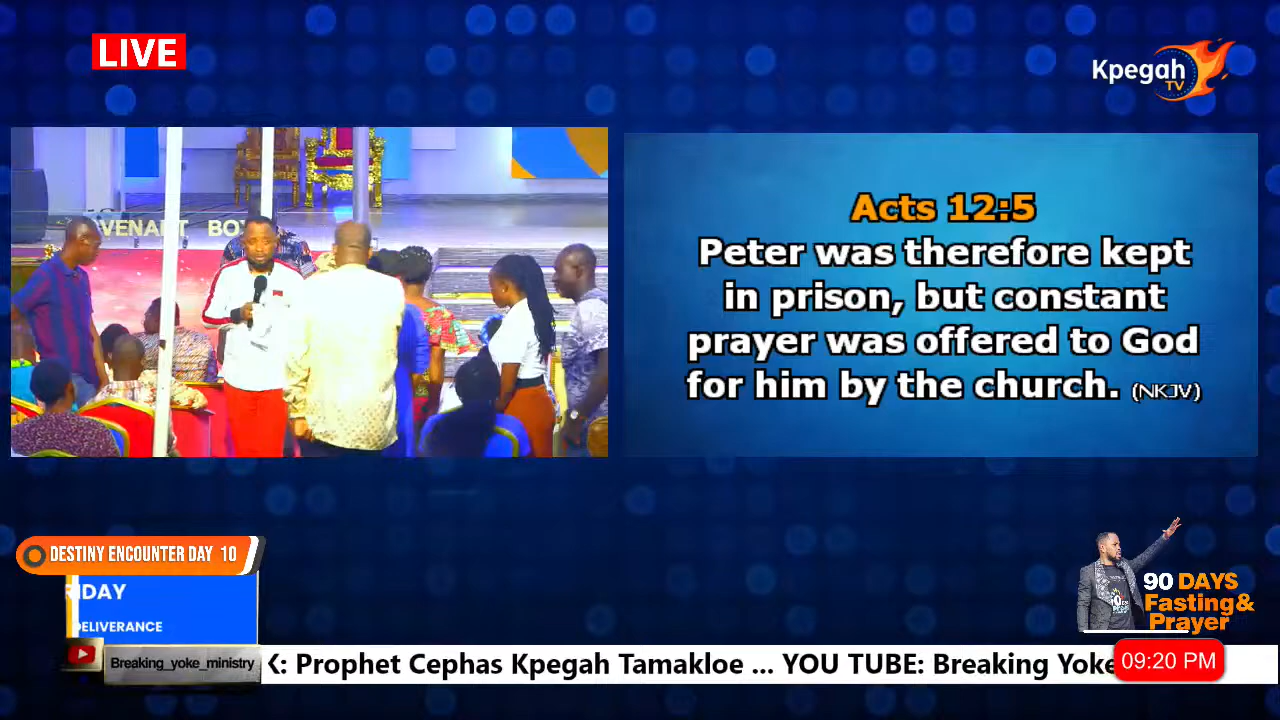 LIVE
Kpegah
TV
VENANT BO
Acts 12:5
Peter was therefore kept
in prison, but constant
prayer was offered to God
for him by the church. (NKJV)
DESTINY ENCOUNTER DAY 10
IDAY
DELIVERANCE
90 DAYS
Fasting&
Prayer
Breaking_yoke_ministry
K: Prophet Cephas Kpegah Tamakloe ... YOU TUBE: Breaking Yoke
09:20 PM